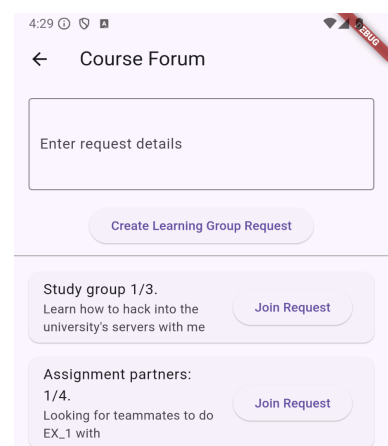 4:29
DEBUG
Course Forum
Enter request details
Create Learning Group Request
Study group 1/3.
Learn how to hack into the
university's servers with me
Join Request
Assignment partners:
1/4.
Looking for teammates to do
EX_1 with
Join Request